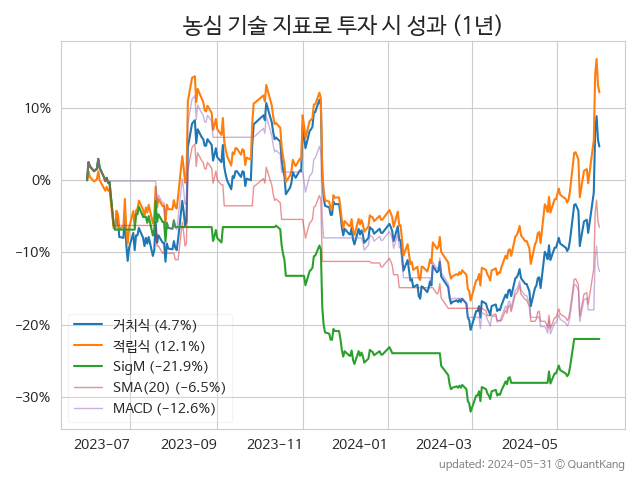 농심 기술 지표로 투자 시 성과 (1년)
10%
0%
−10%
−20%
−30%
거치식 (4.7%)
적립식 (12.1%)
SigM (−21.9%)
SMA(20) (−6.5%)
MACD (−12.6%)
2023-07 2023-09 2023-11 2024-01 2024-03 2024-05
updated: 2024-05-31 © QuantKang